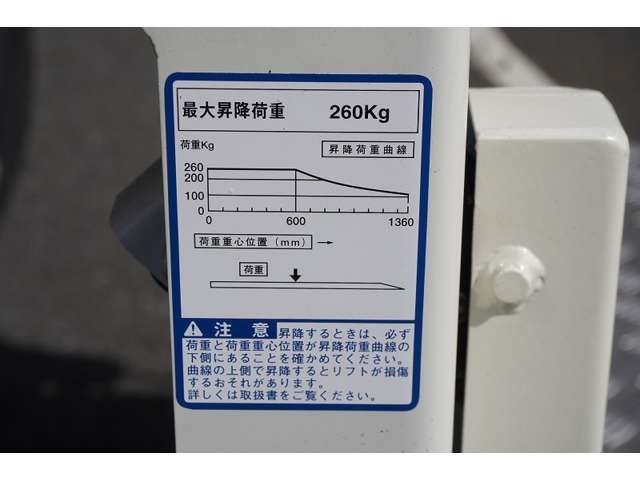 最大昇降荷重 260Kg
荷重Kg
昇降荷重曲線
260
200
100
0
0 600 1360
荷重重心位置（mm）→
荷重
注意 昇降するときは、必ず
荷重と荷重重心位置が昇降荷重曲線の
下側にあることを確かめてください。
曲線の上側で昇降するとリフトが損傷
するおそれがあります。
詳しくは取扱書をご覧ください。